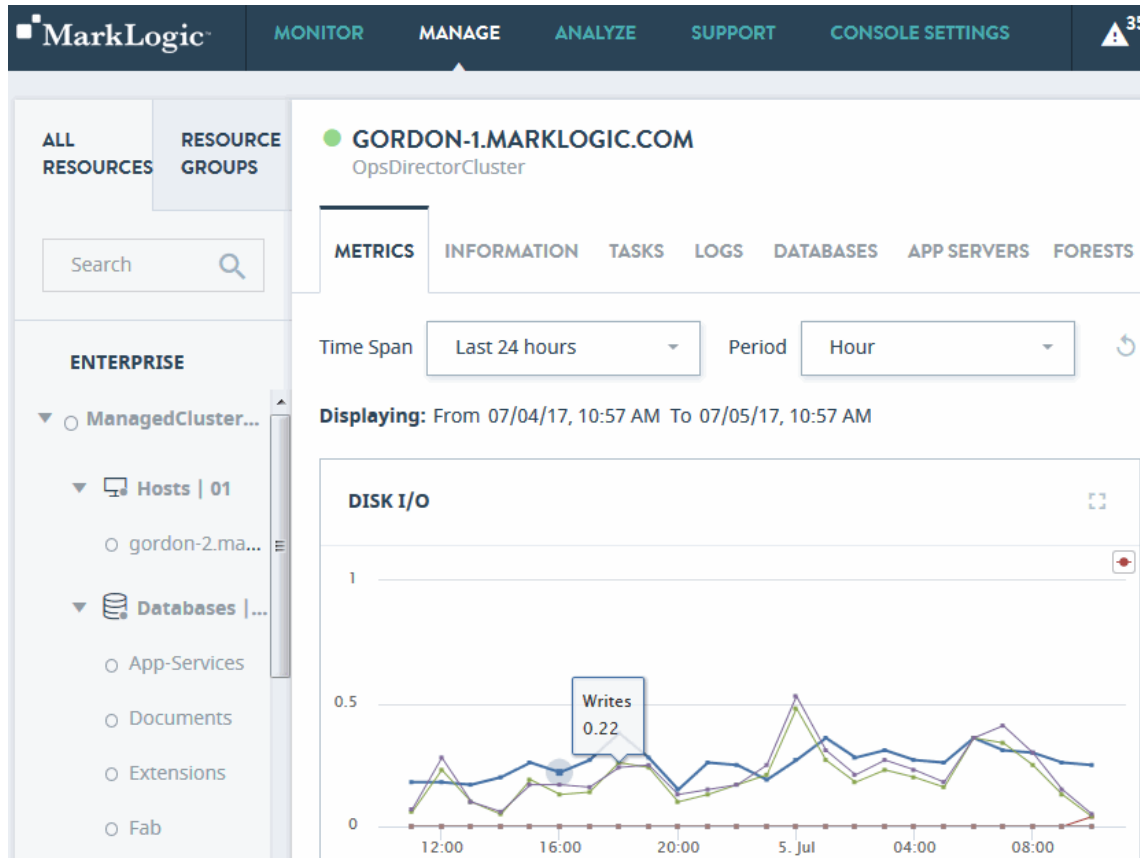 MarkLogic™ MONITOR MANAGE ANALYZE SUPPORT CONSOLE SETTINGS
ALL RESOURCES
RESOURCE GROUPS
Search
ENTERPRISE
ManagedCluster...
Hosts | 01
gordon-2.ma...
Databases |...
App-Services
Documents
Extensions
Fab
GORDON-1.MARKLOGIC.COM
OpsDirectorCluster
METRICS INFORMATION TASKS LOGS DATABASES APP SERVERS FORESTS
Time Span Last 24 hours Period Hour
Displaying: From 07/04/17, 10:57 AM To 07/05/17, 10:57 AM
DISK I/O
1
0.5
Writes
0.22
0
12:00 16:00 20:00 5. Jul 04:00 08:00